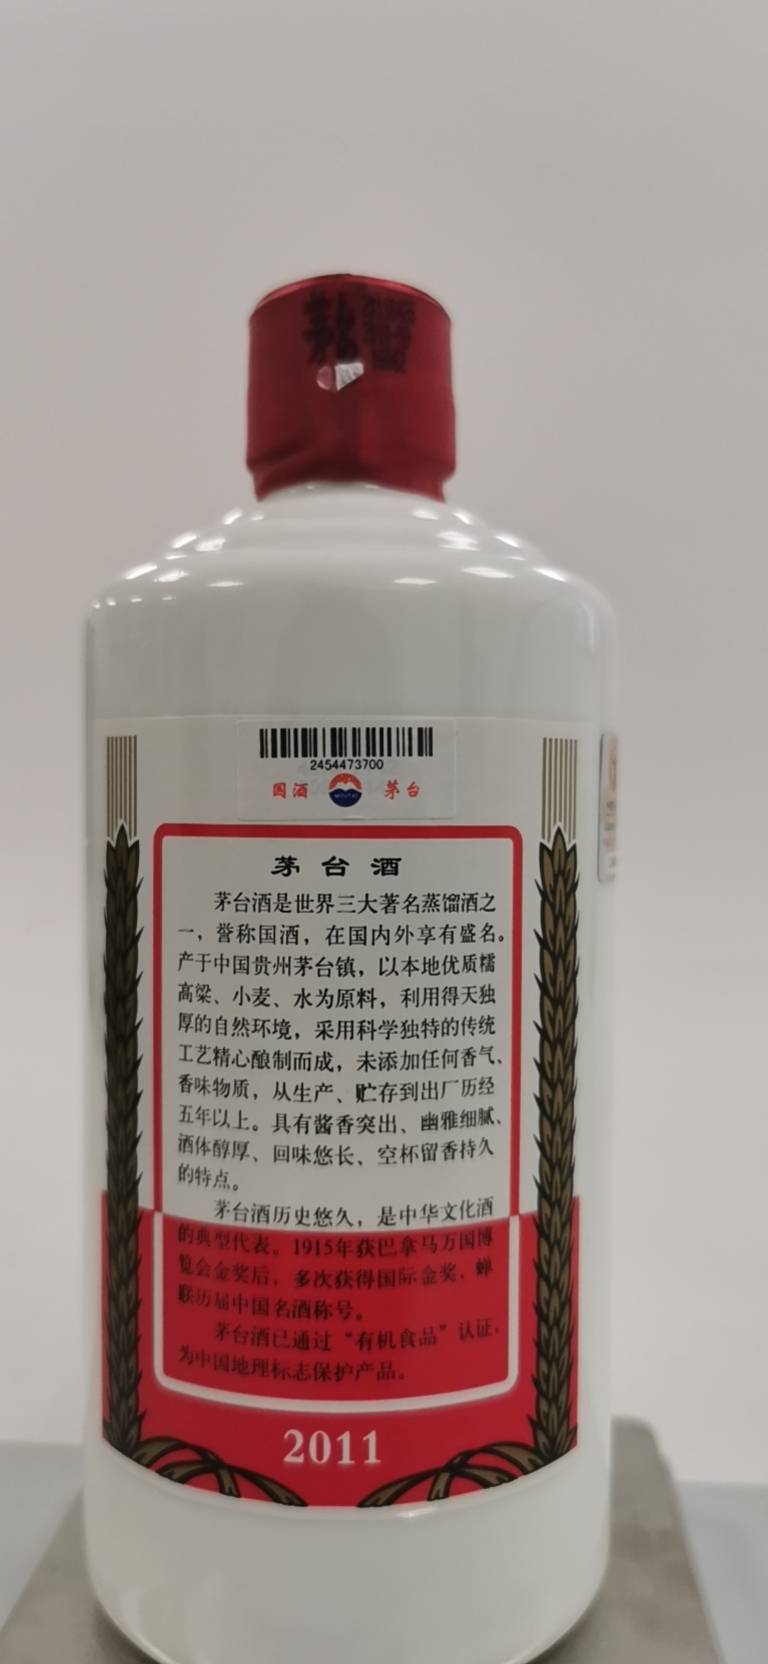 2454473700
国酒 茅台
茅台酒
茅台酒是世界三大著名蒸馏酒之
一，誉称国酒，在国内外享有盛名。
产于中国贵州茅台镇，以本地优质糯
高粱、小麦、水为原料，利用得天独
厚的自然环境，采用科学独特的传统
工艺精心酿制而成，未添加任何香气、
香味物质，从生产、贮存到出厂历经
五年以上。具有酱香突出、幽雅细腻、
酒体醇厚、回味悠长、空杯留香持久
的特点。
茅台酒历史悠久，是中华文化酒
的典型代表。1915年获巴拿马万国博
览会金奖后，多次获得国际金奖，蝉
联历届中国名酒称号。
茅台酒已通过“有机食品”认证，
为中国地理标志保护产品。
2011